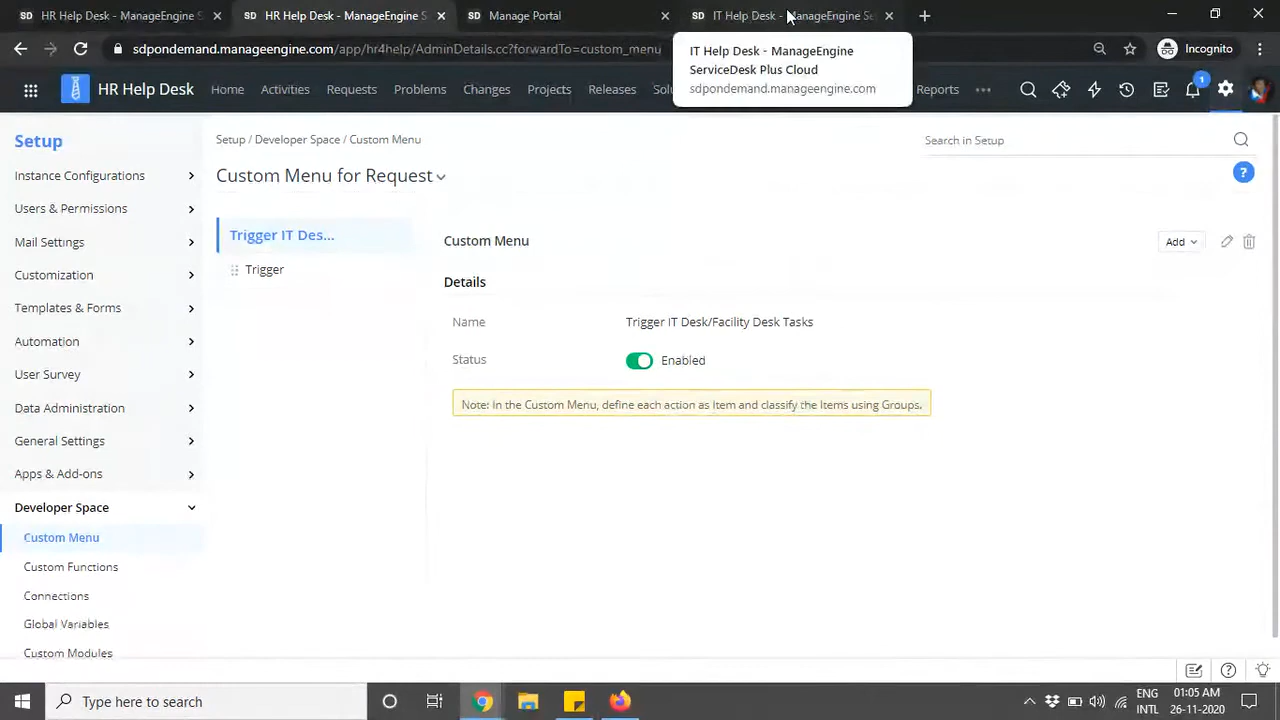 HR Help Desk - ManageEngine S
HR Help Desk - ManageEngine S
SD Manage Portal
SD IT Help Desk - ManageEngine Se
sdpondemand.manageengine.com/app/hr4help/AdminDetails.cc?forwardTo=custom_menu
Incognito
IT Help Desk - ManageEngine
ServiceDesk Plus Cloud
sdpondemand.manageengine.com
HR Help Desk
Home
Activities
Requests
Problems
Changes
Projects
Releases
Reports
1
Setup
Instance Configurations
Users & Permissions
Mail Settings
Customization
Templates & Forms
Automation
User Survey
Data Administration
General Settings
Apps & Add-ons
Developer Space
Custom Menu
Custom Functions
Connections
Global Variables
Custom Modules
Setup / Developer Space / Custom Menu
Search in Setup
Custom Menu for Request
?
Trigger IT Des...
Trigger
Custom Menu
Add
Details
Name
Trigger IT Desk/Facility Desk Tasks
Status
Enabled
Note: In the Custom Menu, define each action as Item and classify the Items using Groups.
Type here to search
ENG
INTL
01:05 AM
26-11-2020